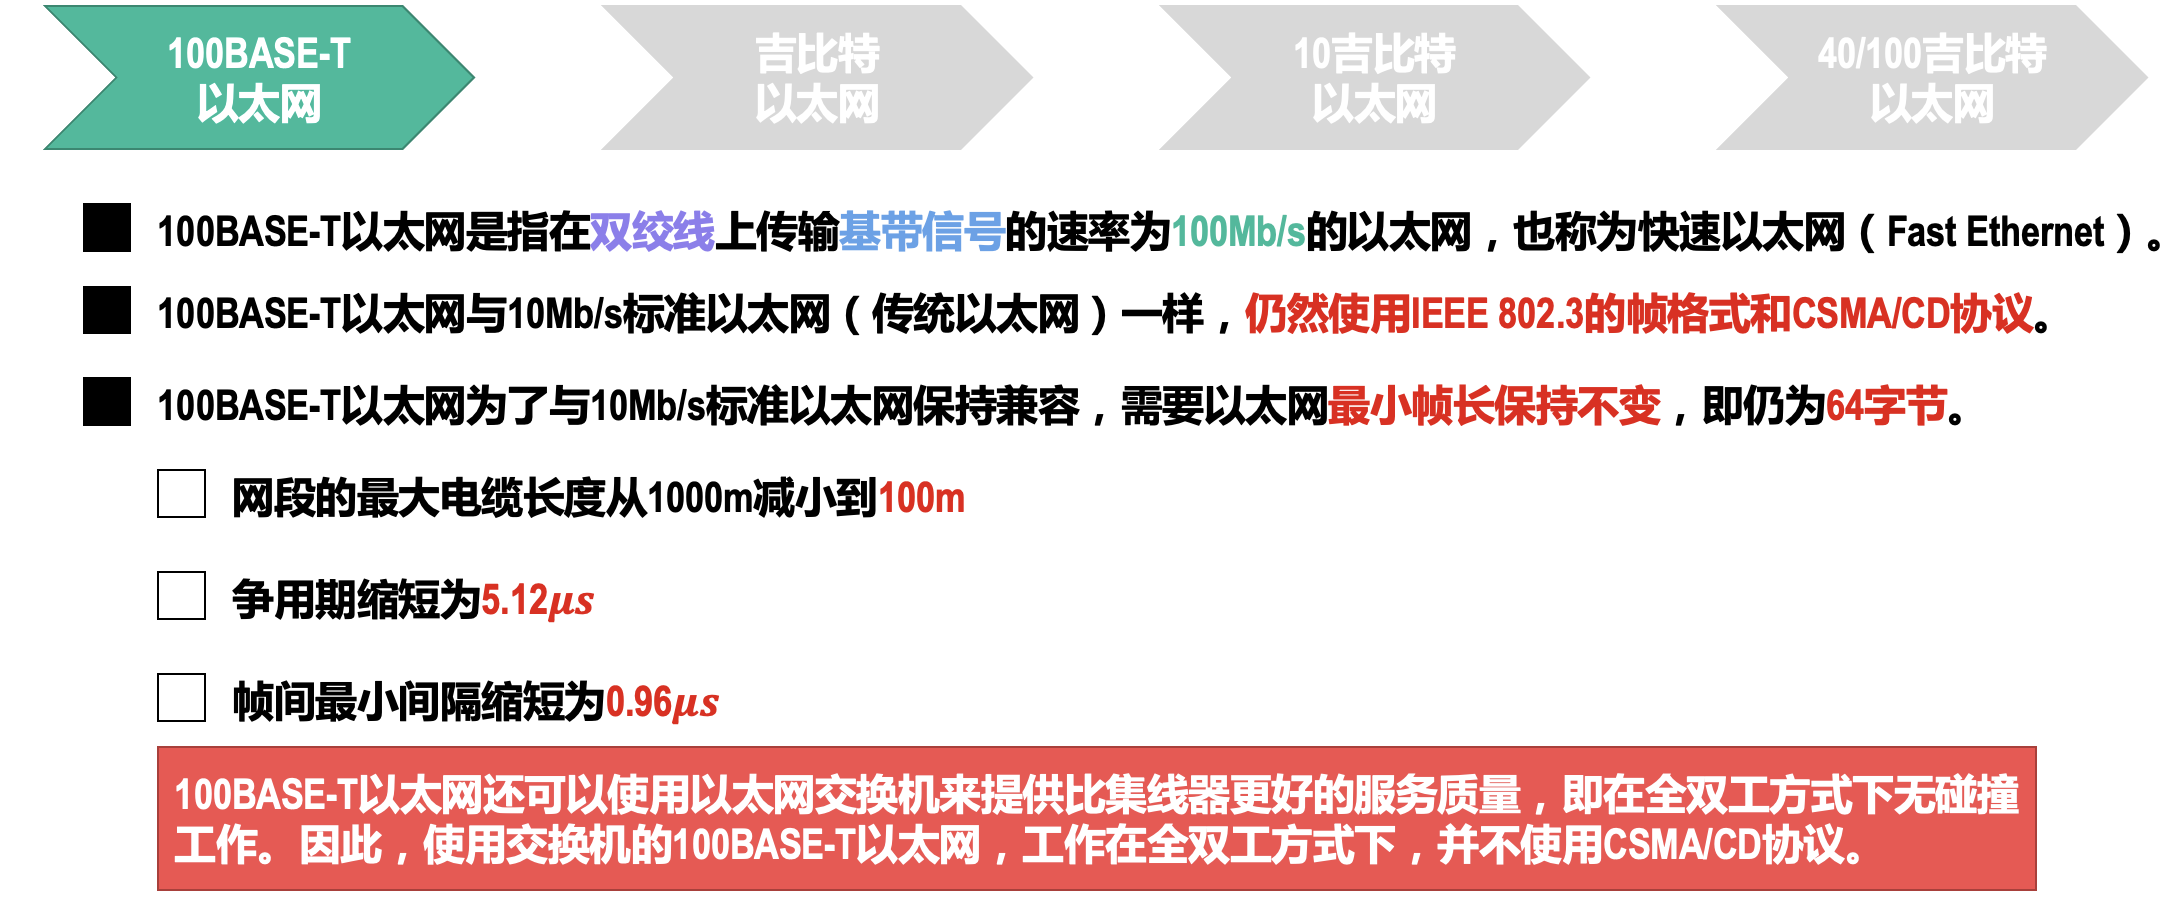 100BASE-T
以太网
吉比特
以太网
10吉比特
以太网
40/100吉比特
以太网
100BASE-T以太网是指在双绞线上传输基带信号的速率为100Mb/s的以太网，也称为快速以太网（Fast Ethernet）。
100BASE-T以太网与10Mb/s标准以太网（传统以太网）一样，仍然使用IEEE 802.3的帧格式和CSMA/CD协议。
100BASE-T以太网为了与10Mb/s标准以太网保持兼容，需要以太网最小帧长保持不变，即仍为64字节。
网段的最大电缆长度从1000m减小到100m
争用期缩短为5.12μs
帧间最小间隔缩短为0.96μs
100BASE-T以太网还可以使用以太网交换机来提供比集线器更好的服务质量，即在全双工方式下无碰撞
工作。因此，使用交换机的100BASE-T以太网，工作在全双工方式下，并不使用CSMA/CD协议。